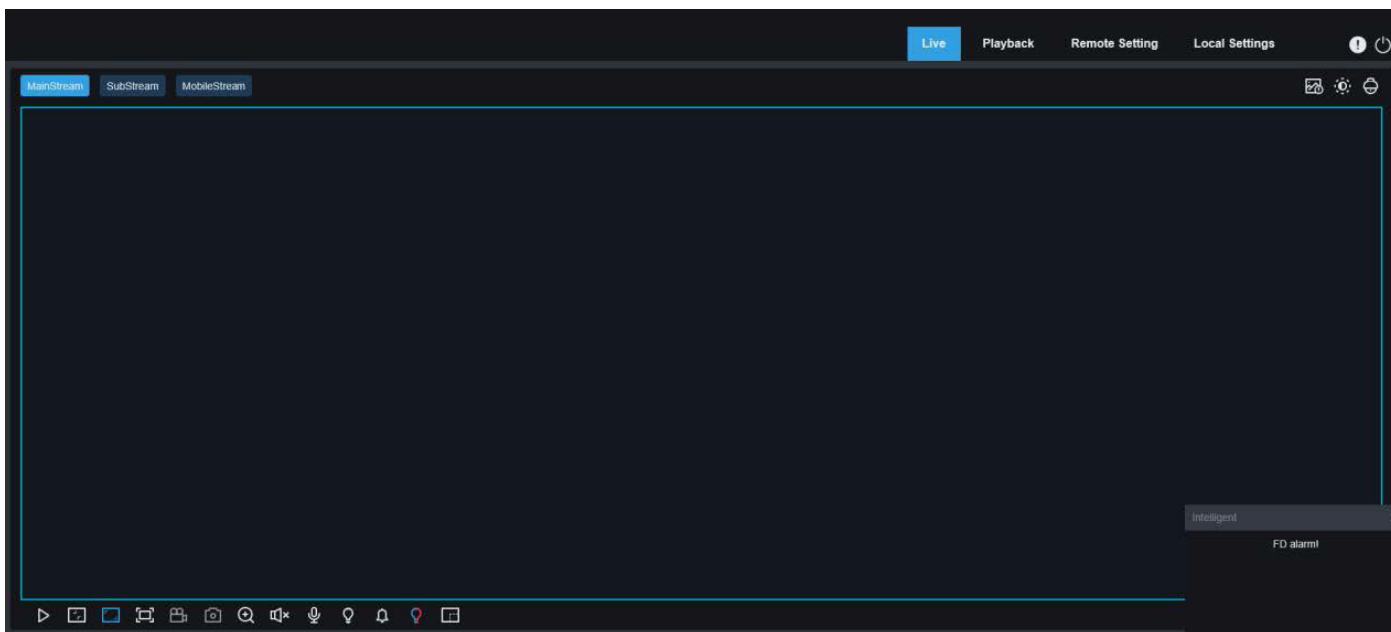 Live Playback Remote Setting Local Settings
MainStream SubStream MobileStream
Intelligent
FD alarm!